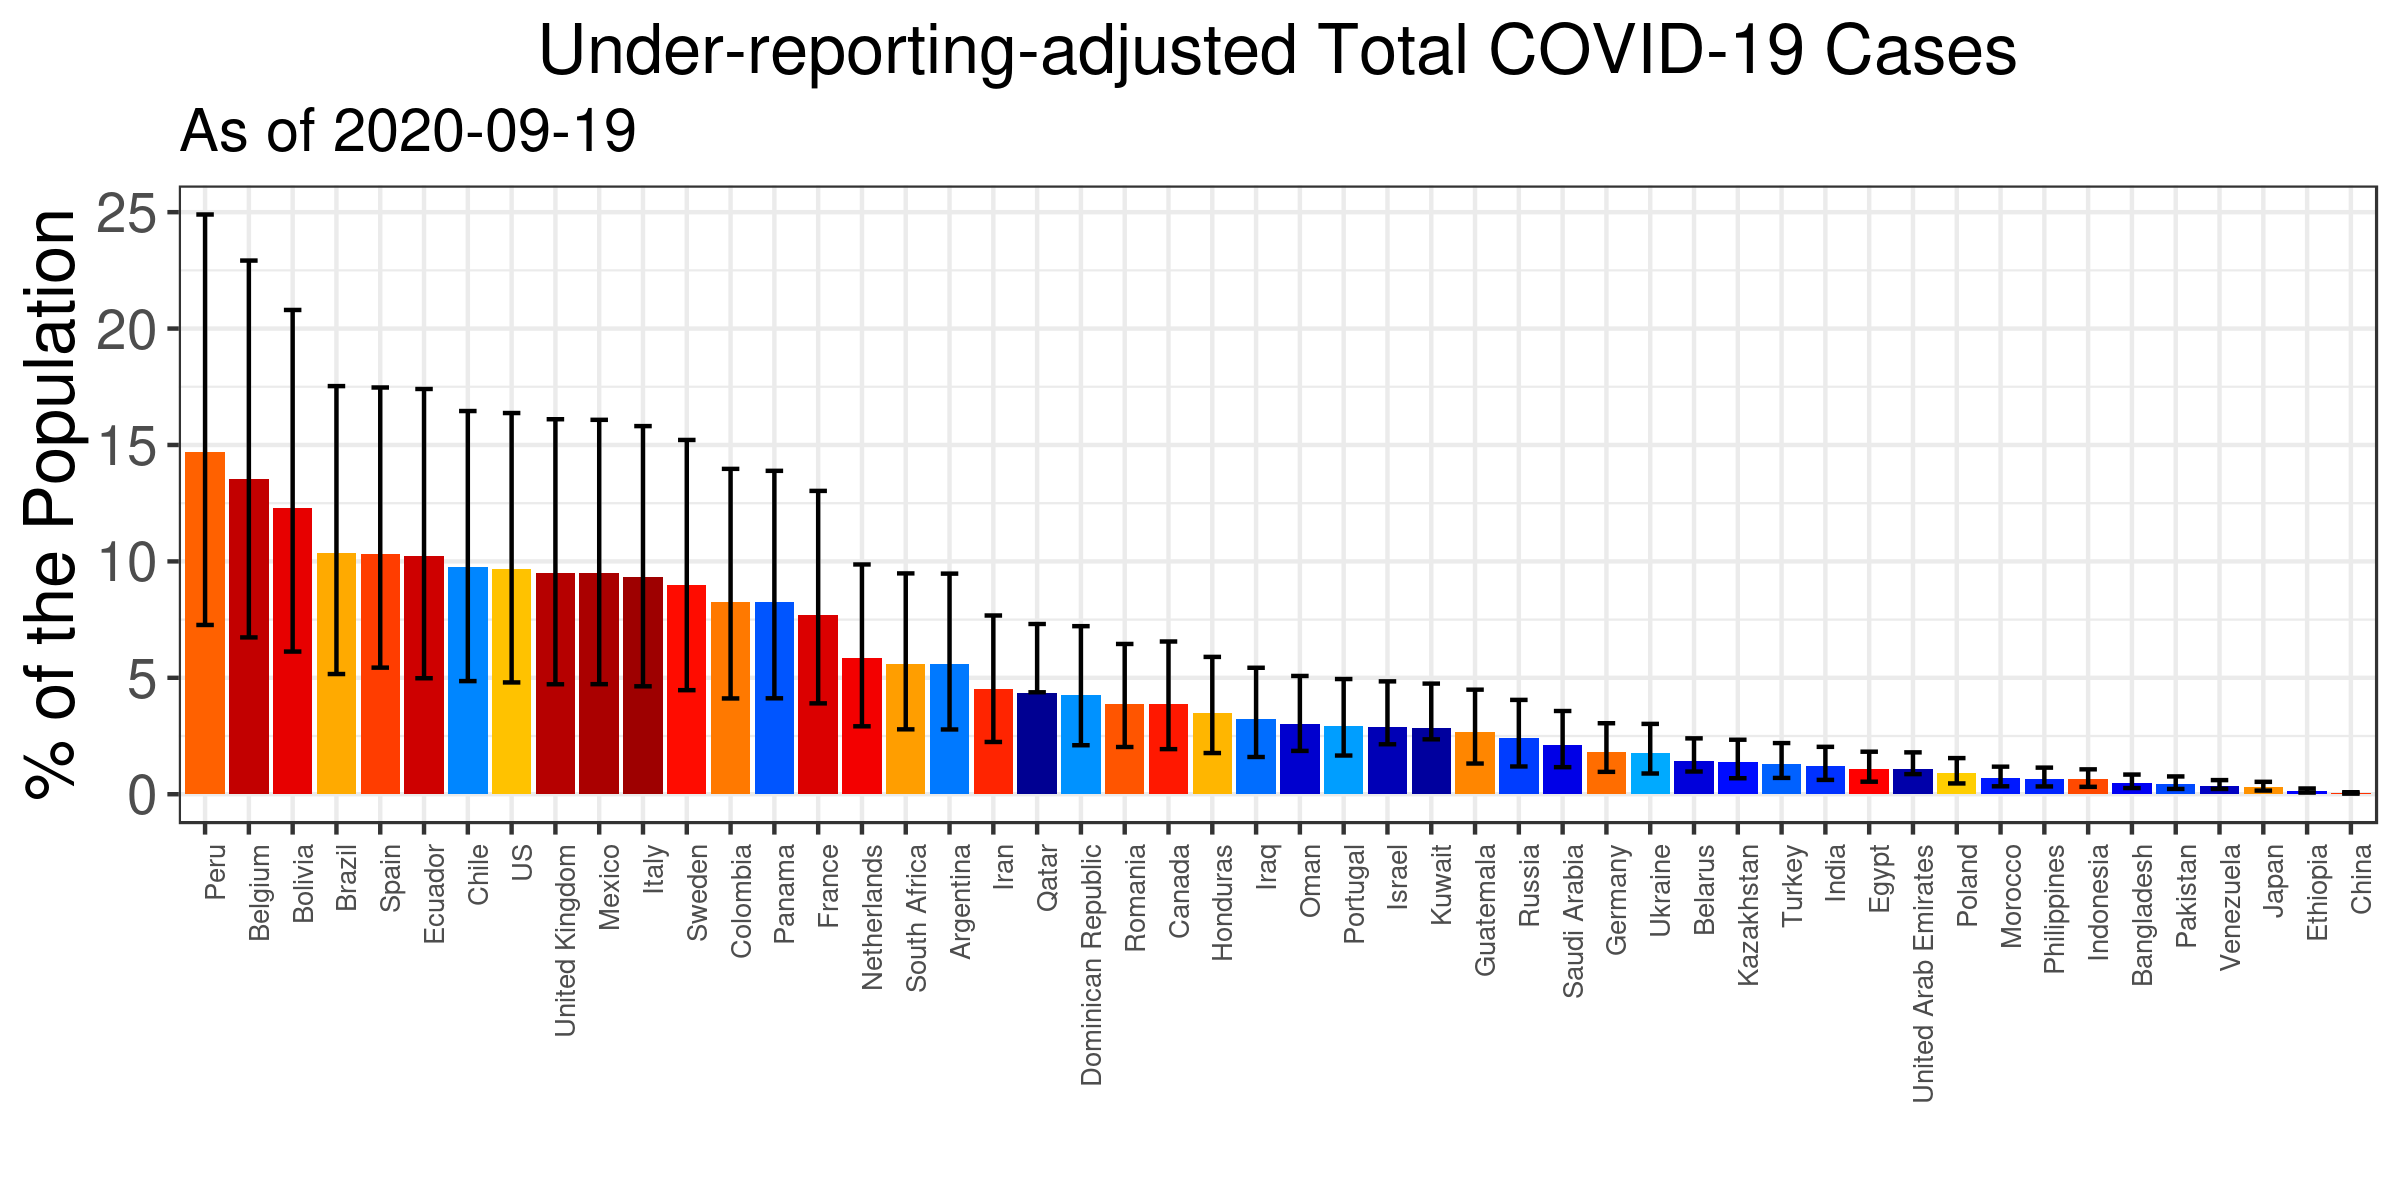 Under-reporting-adjusted Total COVID-19 Cases
As of 2020-09-19
% of the Population
25
20
15
10
5
0
Peru
Belgium
Bolivia
Brazil
Spain
Ecuador
Chile
US
United Kingdom
Mexico
Italy
Sweden
Colombia
Panama
France
Netherlands
South Africa
Argentina
Iran
Qatar
Dominican Republic
Romania
Canada
Honduras
Iraq
Oman
Portugal
Israel
Kuwait
Guatemala
Russia
Saudi Arabia
Germany
Ukraine
Belarus
Kazakhstan
Turkey
India
Egypt
United Arab Emirates
Poland
Morocco
Philippines
Indonesia
Bangladesh
Pakistan
Venezuela
Japan
Ethiopia
China